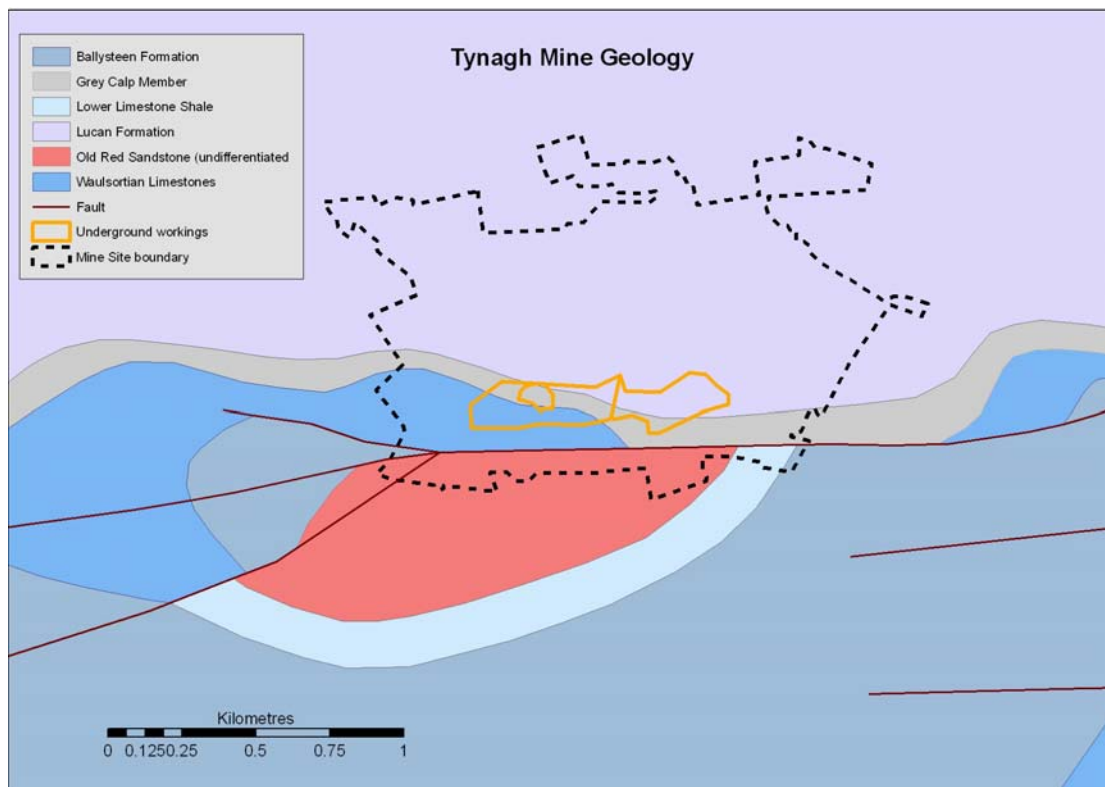 Tynagh Mine Geology
Ballysteen Formation
Grey Calp Member
Lower Limestone Shale
Lucan Formation
Old Red Sandstone (undifferentiated
Waulsortian Limestones
Fault
Underground workings
Mine Site boundary
Kilometres
0 0.1250.25 0.5 0.75 1